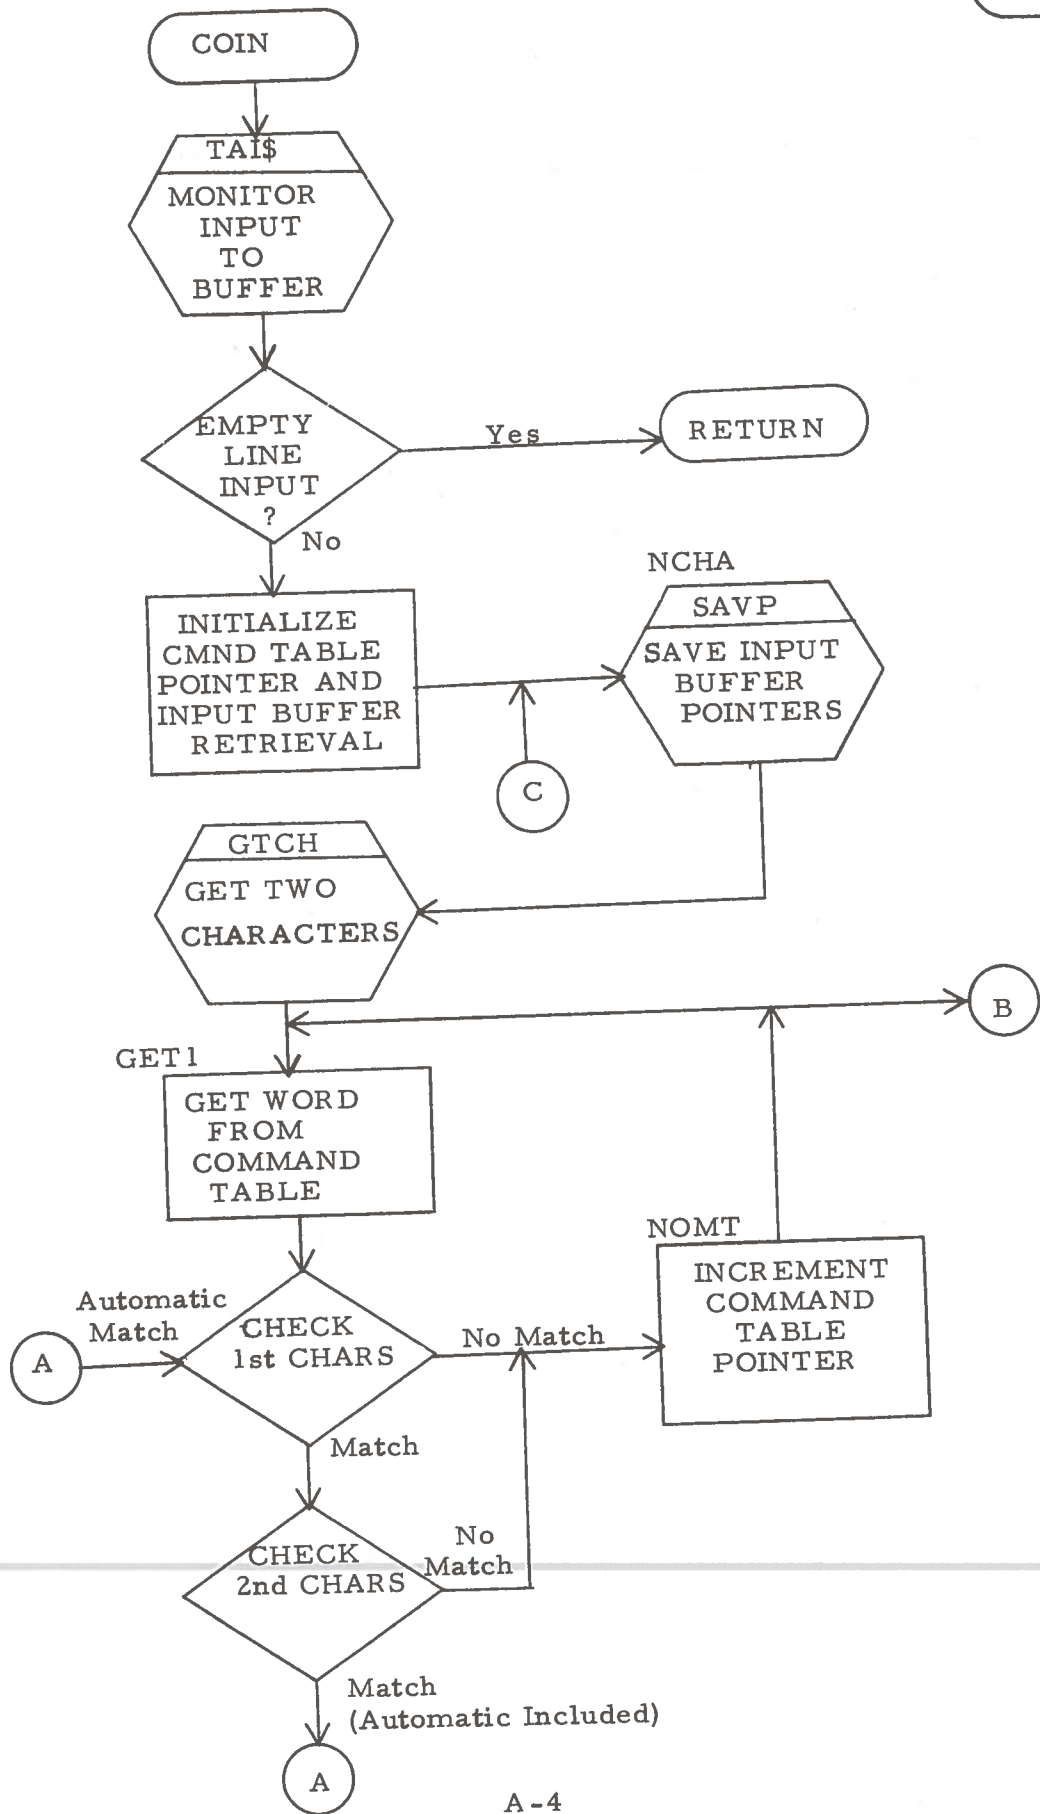 COIN
TAI$
MONITOR
INPUT
TO
BUFFER
EMPTY
LINE
INPUT
?
Yes
RETURN
No
INITIALIZE
CMND TABLE
POINTER AND
INPUT BUFFER
RETRIEVAL
NCHA
SAVP
SAVE INPUT
BUFFER
POINTERS
C
GTCH
GET TWO
CHARACTERS
B
GET1
GET WORD
FROM
COMMAND
TABLE
NOMT
INCREMENT
COMMAND
TABLE
POINTER
Automatic
Match
A
CHECK
1st CHARS
No Match
Match
CHECK
2nd CHARS
No
Match
Match
(Automatic Included)
A
A-4